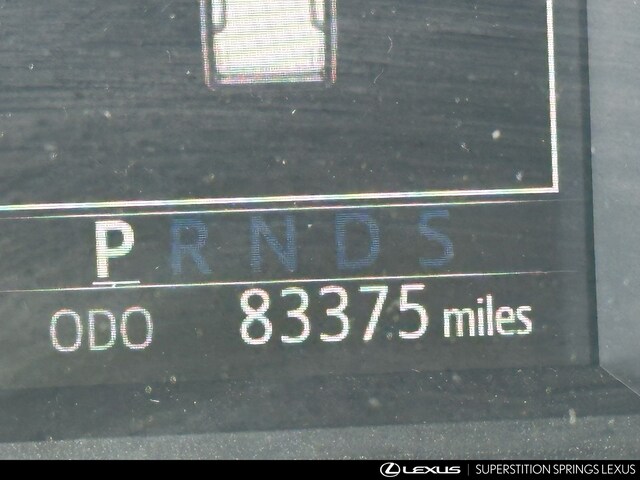 P R N D S
ODO 83375 miles
LEXUS | SUPERSTITION SPRINGS LEXUS